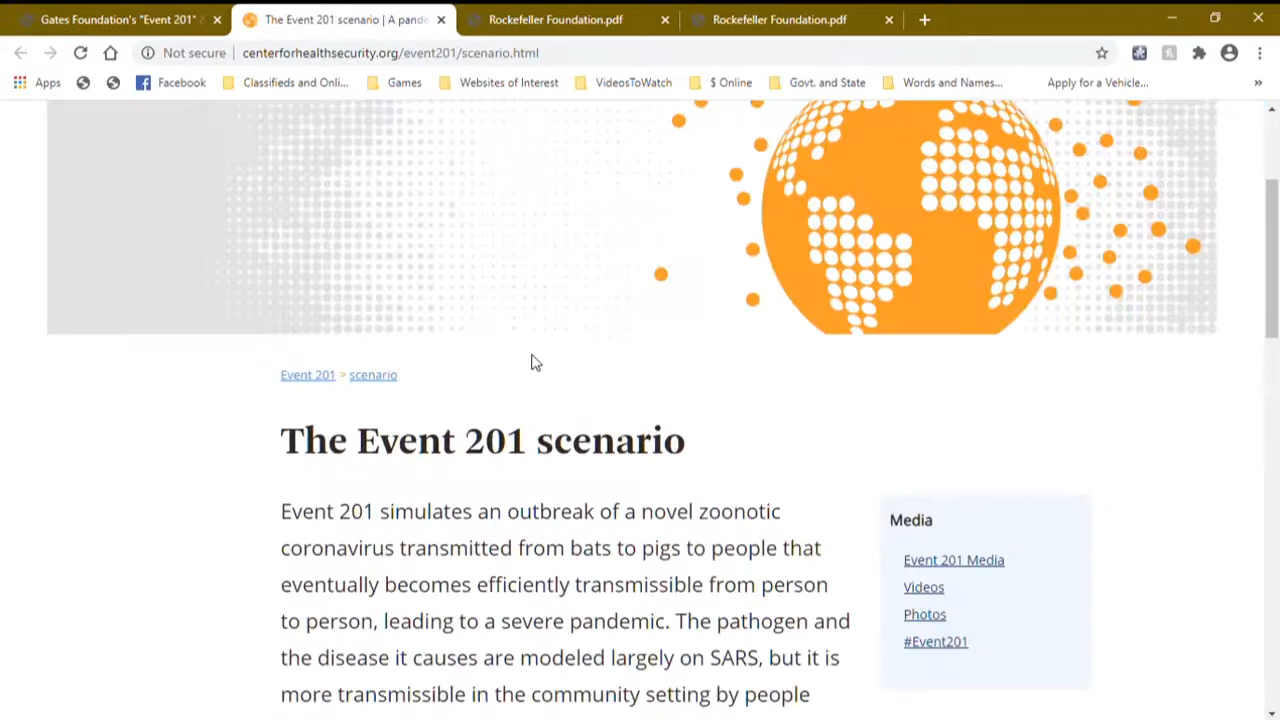 Gates Foundation's "Event 201"
The Event 201 scenario | A pande
Rockefeller Foundation.pdf
Rockefeller Foundation.pdf
Not secure
centerforhealthsecurity.org/event201/scenario.html
Apps
Facebook
Classifieds and Onli...
Games
Websites of Interest
VideosToWatch
$ Online
Govt. and State
Words and Names...
Apply for a Vehicle...
Event 201 > scenario
The Event 201 scenario
Event 201 simulates an outbreak of a novel zoonotic
coronavirus transmitted from bats to pigs to people that
eventually becomes efficiently transmissible from person
to person, leading to a severe pandemic. The pathogen and
the disease it causes are modeled largely on SARS, but it is
more transmissible in the community setting by people
Media
Event 201 Media
Videos
Photos
#Event201